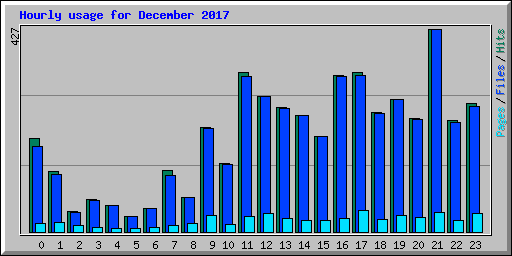 Hourly usage for December 2017
427
Pages/Files/Hits
0 1 2 3 4 5 6 7 8 9 10 11 12 13 14 15 16 17 18 19 20 21 22 23